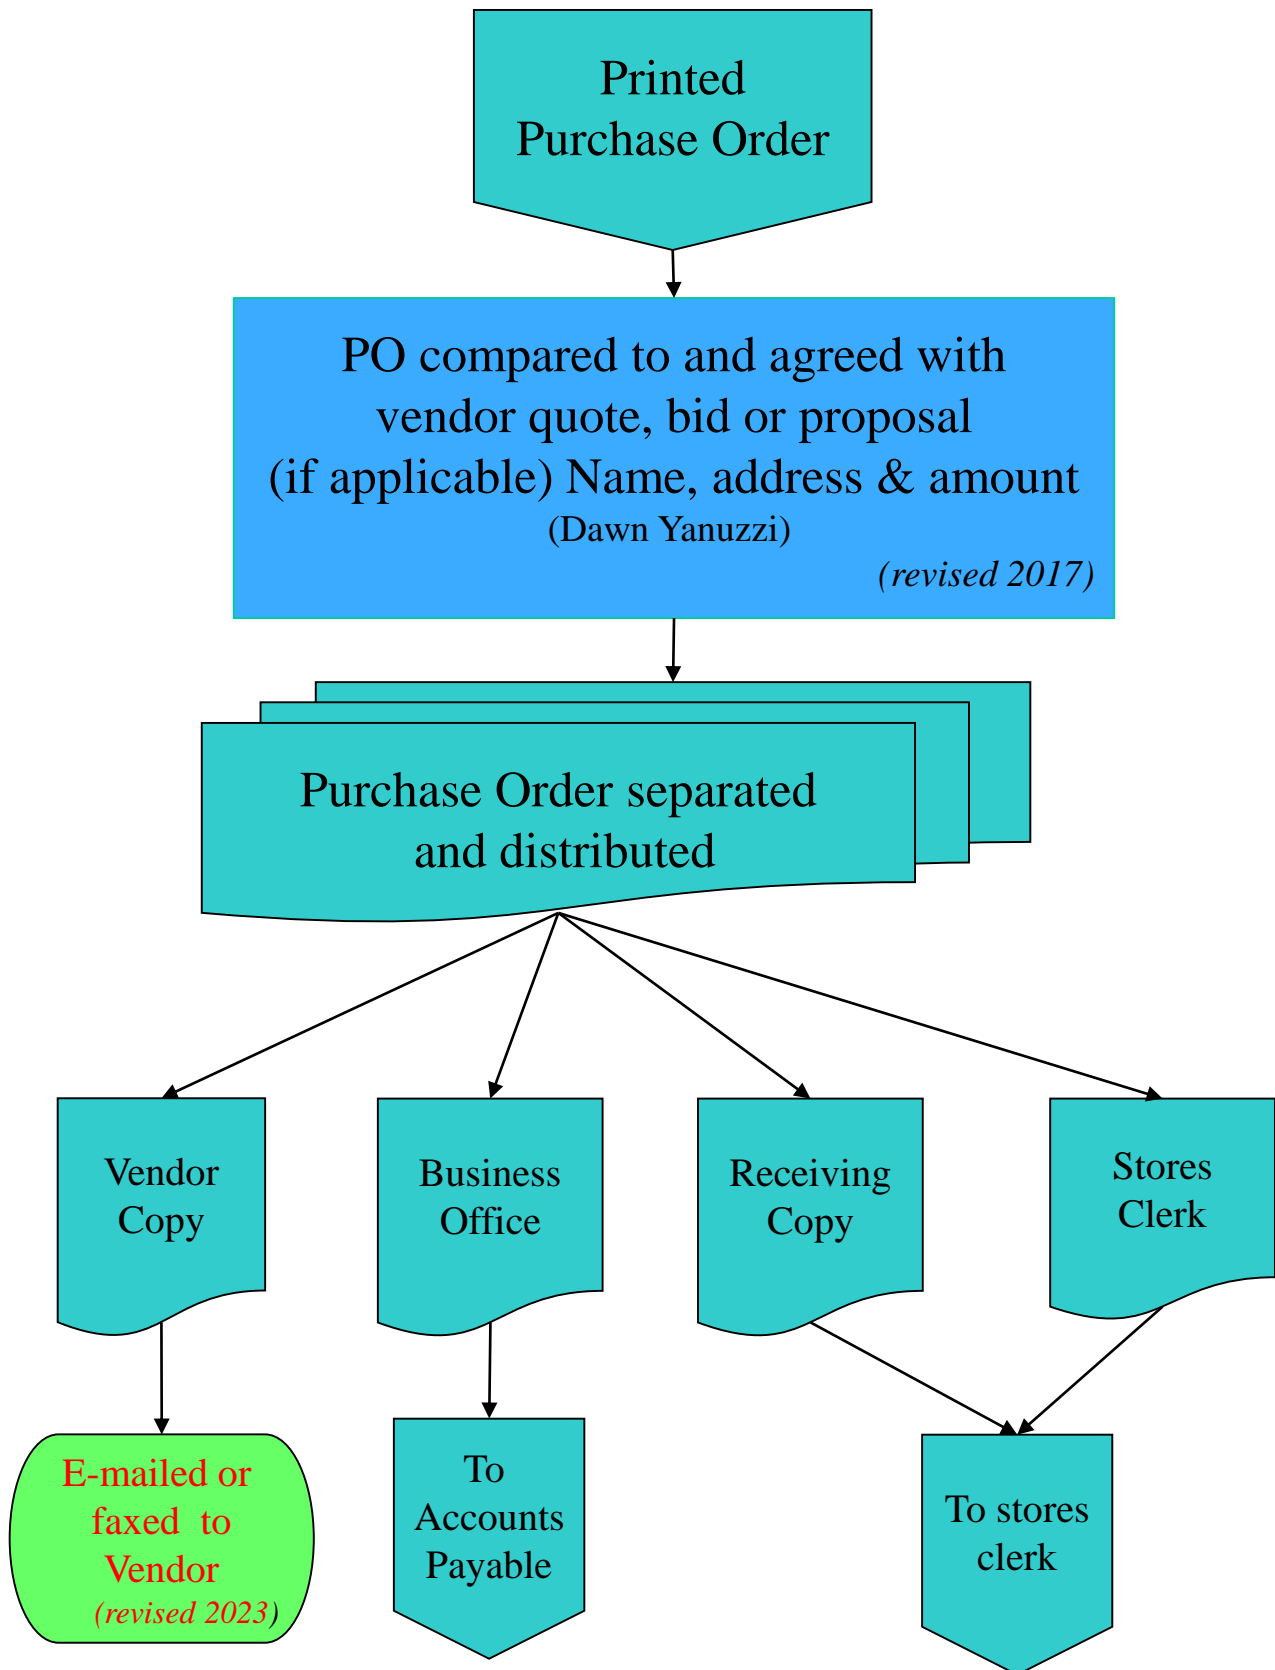 Printed
Purchase Order
PO compared to and agreed with
vendor quote, bid or proposal
(if applicable) Name, address & amount
(Dawn Yanuzzi)
(revised 2017)
Purchase Order separated
and distributed
Vendor
Copy
Business
Office
Receiving
Copy
Stores
Clerk
E-mailed or
faxed  to
Vendor
(revised 2023)
To
Accounts
Payable
To stores
clerk